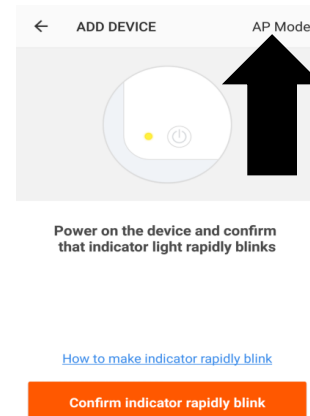 ← ADD DEVICE AP Mode
Power on the device and confirm
that indicator light rapidly blinks
How to make indicator rapidly blink
Confirm indicator rapidly blink